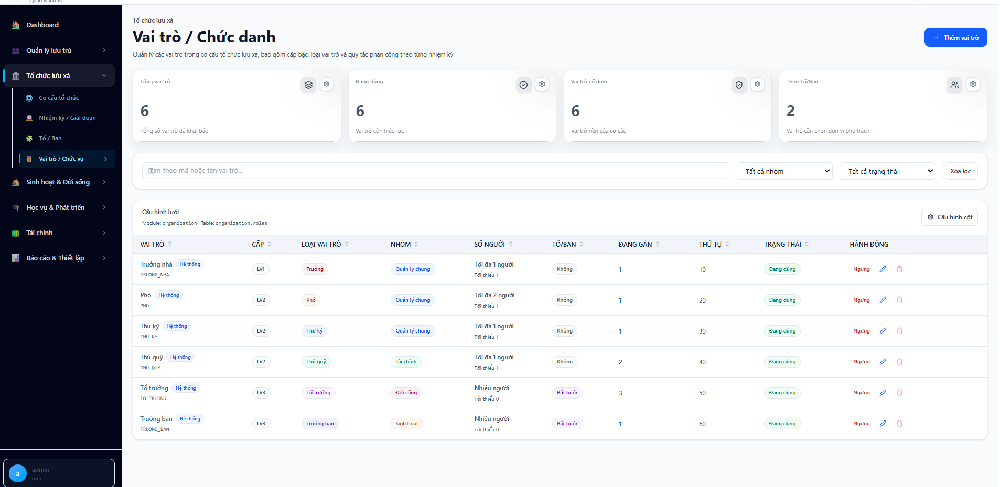 Quản lý lưu xá
Dashboard
Quản lý lưu trú
Tổ chức lưu xá
Cơ cấu tổ chức
Nhiệm kỳ / Giai đoạn
Tổ / Ban
Vai trò / Chức vụ
Sinh hoạt & Đời sống
Học vụ & Phát triển
Tài chính
Báo cáo & Thiết lập
a
admin
user
Tổ chức lưu xá
Vai trò / Chức danh
Quản lý các vai trò trong cơ cấu tổ chức lưu xá, bao gồm cấp bậc, loại vai trò và quy tắc phân công theo từng nhiệm kỳ.
+ Thêm vai trò
Tổng vai trò
6
Tổng số vai trò đã khai báo
Đang dùng
6
Vai trò còn hiệu lực
Vai trò cố định
6
Vai trò nền của cơ cấu
Theo Tổ/Ban
2
Vai trò cần chọn đơn vị phụ trách
Tìm theo mã hoặc tên vai trò...
Tất cả nhóm
Tất cả trạng thái
Xóa lọc
Cấu hình lưới
Module: organization · Table: organization.roles
Cấu hình cột
VAI TRÒ CẤP LOẠI VAI TRÒ NHÓM SỐ NGƯỜI TỔ/BAN ĐANG GÁN THỨ TỰ TRẠNG THÁI HÀNH ĐỘNG
Trưởng nhà Hệ thống LV1 Trưởng Quản lý chung Tối đa 1 người Không 1 10 Đang dùng Ngưng
TRUONG_NHA Tối thiểu 1
Phó Hệ thống LV2 Phó Quản lý chung Tối đa 2 người Không 1 20 Đang dùng Ngưng
PHO Tối thiểu 1
Thư ký Hệ thống LV2 Thư ký Quản lý chung Tối đa 1 người Không 1 30 Đang dùng Ngưng
THU_KY Tối thiểu 1
Thủ quỹ Hệ thống LV2 Thủ quỹ Tài chính Tối đa 1 người Không 2 40 Đang dùng Ngưng
THU_QUY Tối thiểu 1
Tổ trưởng Hệ thống LV3 Tổ trưởng Đời sống Nhiều người Bắt buộc 3 50 Đang dùng Ngưng
TO_TRUONG Tối thiểu 0
Trưởng ban Hệ thống LV3 Trưởng ban Sinh hoạt Nhiều người Bắt buộc 1 60 Đang dùng Ngưng
TRUONG_BAN Tối thiểu 0